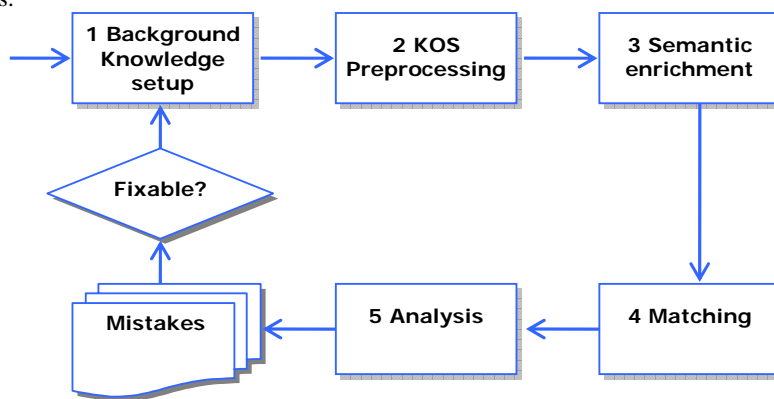 s.
1 Background
Knowledge
setup
2 KOS
Preprocessing
3 Semantic
enrichment
Fixable?
Mistakes
5 Analysis
4 Matching